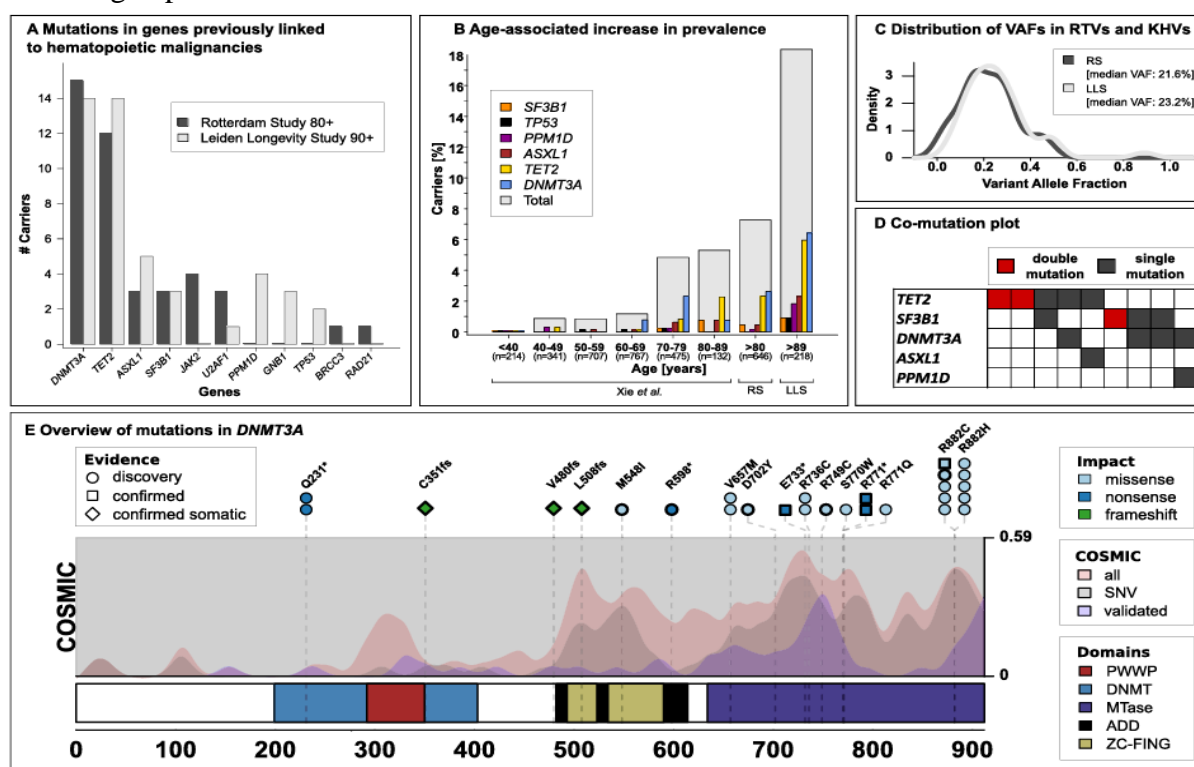 A Mutations in genes previously linked
to hematopoietic malignancies
# Carriers
14
12
10
8
6
4
2
0
Rotterdam Study 80+
Leiden Longevity Study 90+
DNMT3A
TET2
ASXL1
SF3B1
JAK2
U2AF1
PPM1D
GNB1
TP53
BRCC3
RAD21
Genes
B Age-associated increase in prevalence
Carriers [%]
18
16
14
12
10
8
6
4
2
0
SF3B1
TP53
PPM1D
ASXL1
TET2
DNMT3A
Total
<40 40-49 50-59 60-69 70-79 80-89 >80 >89
(n=214) (n=341) (n=707) (n=767) (n=475) (n=132) (n=646) (n=218)
Age [years]
Xie et al. RS LLS
C Distribution of VAFs in RTVs and KHVs
RS
[median VAF: 21.6%]
LLS
[median VAF: 23.2%]
Density
3
2
1
0
0.0 0.2 0.4 0.6 0.8 1.0
Variant Allele Fraction
D Co-mutation plot
double
mutation
single
mutation
TET2
SF3B1
DNMT3A
ASXL1
PPM1D
E Overview of mutations in DNMT3A
Evidence
discovery
confirmed
confirmed somatic
Q231*
C351fs
V480fs
L508fs
M548I
R598*
V657M
D702Y
E733*
R736C
R749C
S770W
R771*
R771Q
R882C
R882H
COSMIC
0.59
0
Impact
missense
nonsense
frameshift
COSMIC
all
SNV
validated
Domains
PWWP
DNMT
MTase
ADD
ZC-FING
0 100 200 300 400 500 600 700 800 900